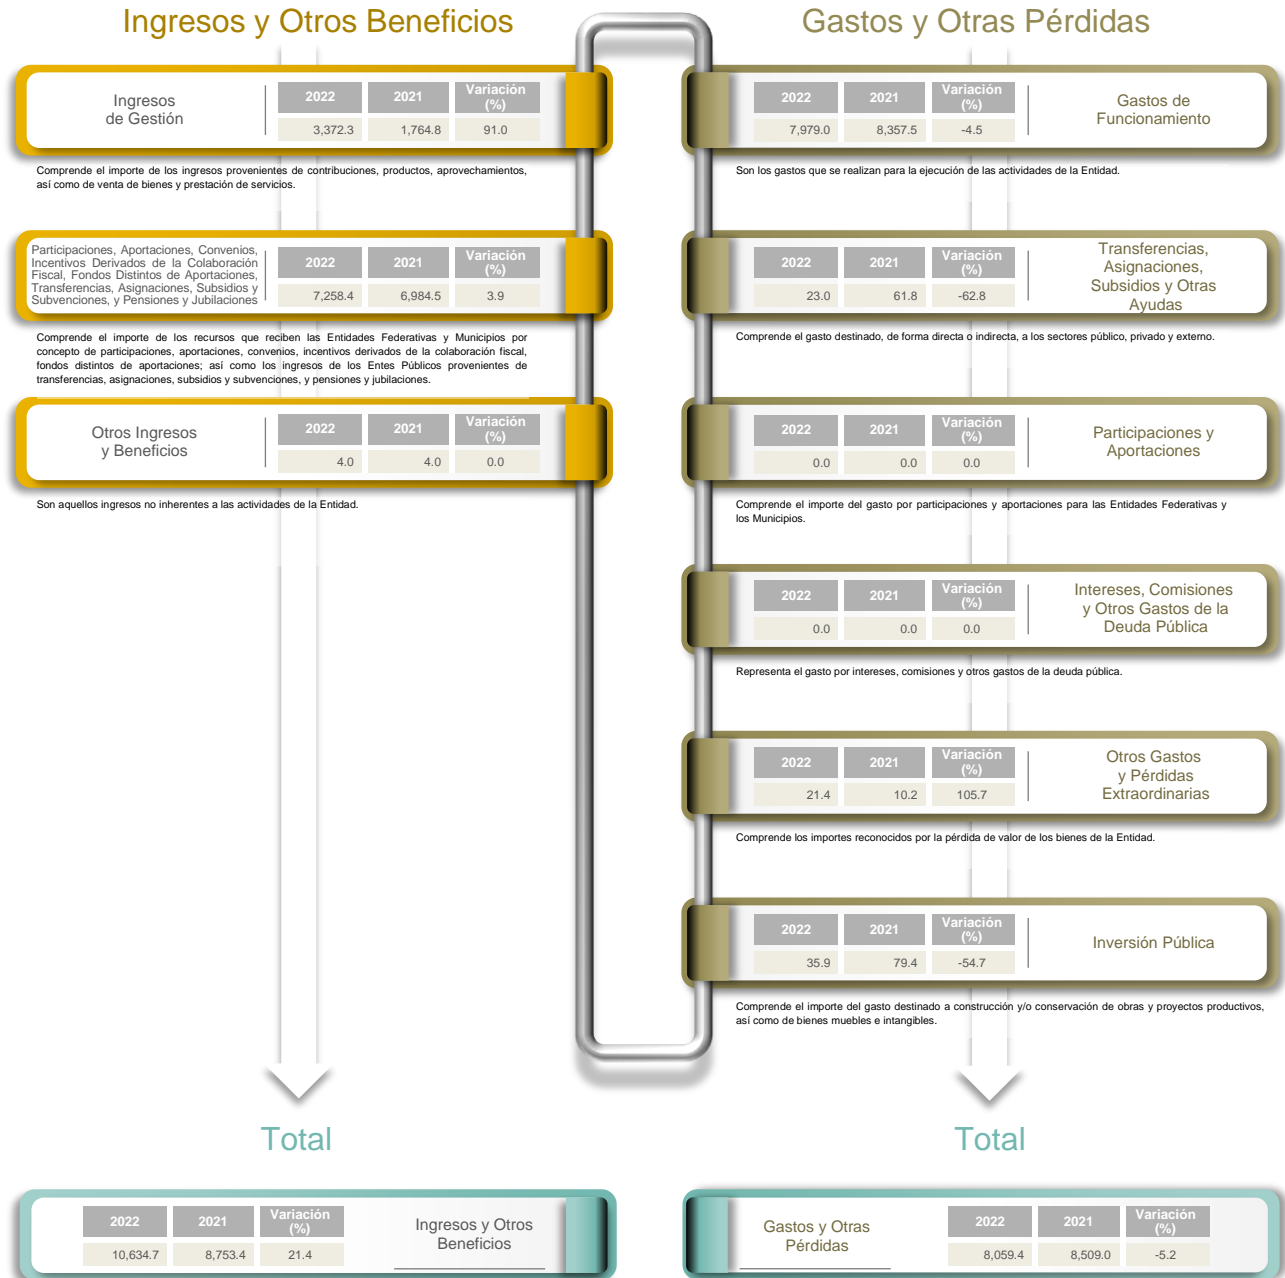 Ingresos y Otros Beneficios
Ingresos
de Gestión
2022 2021 Variación
(%)
3,372.3 1,764.8 91.0
Comprende el importe de los ingresos provenientes de contribuciones, productos, aprovechamientos,
así como de venta de bienes y prestación de servicios.
Participaciones, Aportaciones, Convenios,
Incentivos Derivados de la Colaboración
Fiscal, Fondos Distintos de Aportaciones,
Transferencias, Asignaciones, Subsidios y
Subvenciones, y Pensiones y Jubilaciones
2022 2021 Variación
(%)
7,258.4 6,984.5 3.9
Comprende el importe de los recursos que reciben las Entidades Federativas y Municipios por
concepto de participaciones, aportaciones, convenios, incentivos derivados de la colaboración fiscal,
fondos distintos de aportaciones; así como los ingresos de los Entes Públicos provenientes de
transferencias, asignaciones, subsidios y subvenciones, y pensiones y jubilaciones.
Otros Ingresos
y Beneficios
2022 2021 Variación
(%)
4.0 4.0 0.0
Son aquellos ingresos no inherentes a las actividades de la Entidad.
Total
2022 2021 Variación
(%)
10,634.7 8,753.4 21.4
Ingresos y Otros
Beneficios
Gastos y Otras Pérdidas
2022 2021 Variación
(%)
7,979.0 8,357.5 -4.5
Gastos de
Funcionamiento
Son los gastos que se realizan para la ejecución de las actividades de la Entidad.
2022 2021 Variación
(%)
23.0 61.8 -62.8
Transferencias,
Asignaciones,
Subsidios y Otras
Ayudas
Comprende el gasto destinado, de forma directa o indirecta, a los sectores público, privado y externo.
2022 2021 Variación
(%)
0.0 0.0 0.0
Participaciones y
Aportaciones
Comprende el importe del gasto por participaciones y aportaciones para las Entidades Federativas y
los Municipios.
2022 2021 Variación
(%)
0.0 0.0 0.0
Intereses, Comisiones
y Otros Gastos de la
Deuda Pública
Representa el gasto por intereses, comisiones y otros gastos de la deuda pública.
2022 2021 Variación
(%)
21.4 10.2 105.7
Otros Gastos
y Pérdidas
Extraordinarias
Comprende los importes reconocidos por la pérdida de valor de los bienes de la Entidad.
2022 2021 Variación
(%)
35.9 79.4 -54.7
Inversión Pública
Comprende el importe del gasto destinado a construcción y/o conservación de obras y proyectos productivos,
así como de bienes muebles e intangibles.
Total
Gastos y Otras
Pérdidas
2022 2021 Variación
(%)
8,059.4 8,509.0 -5.2